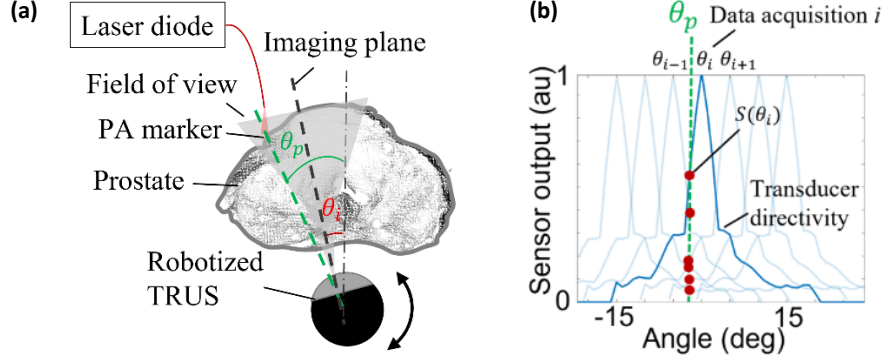 (a)
Laser diode
Imaging plane
Field of view
PA marker
θp
Prostate
θi
Robotized
TRUS
(b)
θp
Data acquisition i
θi−1 θi θi+1
1
S(θi)
Transducer
directivity
Sensor output (au)
0
-15
15
Angle (deg)